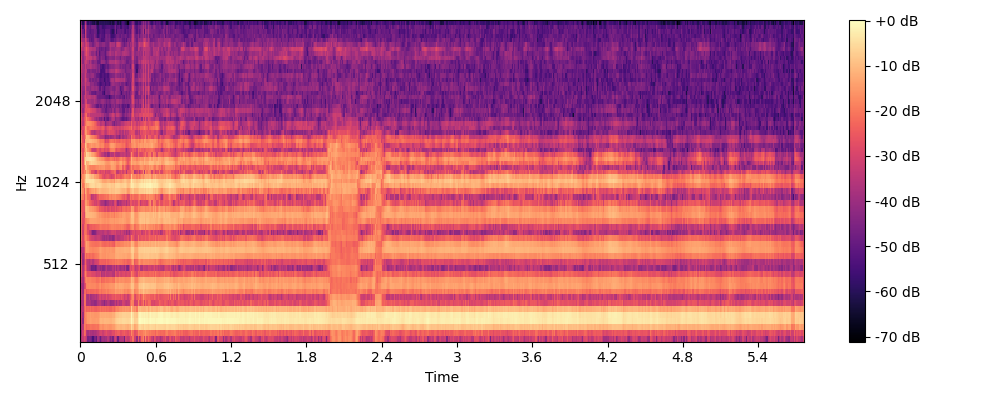 +0 dB
-10 dB
-20 dB
-30 dB
-40 dB
-50 dB
-60 dB
-70 dB
2048
1024
512
Hz
0 0.6 1.2 1.8 2.4 3 3.6 4.2 4.8 5.4
Time